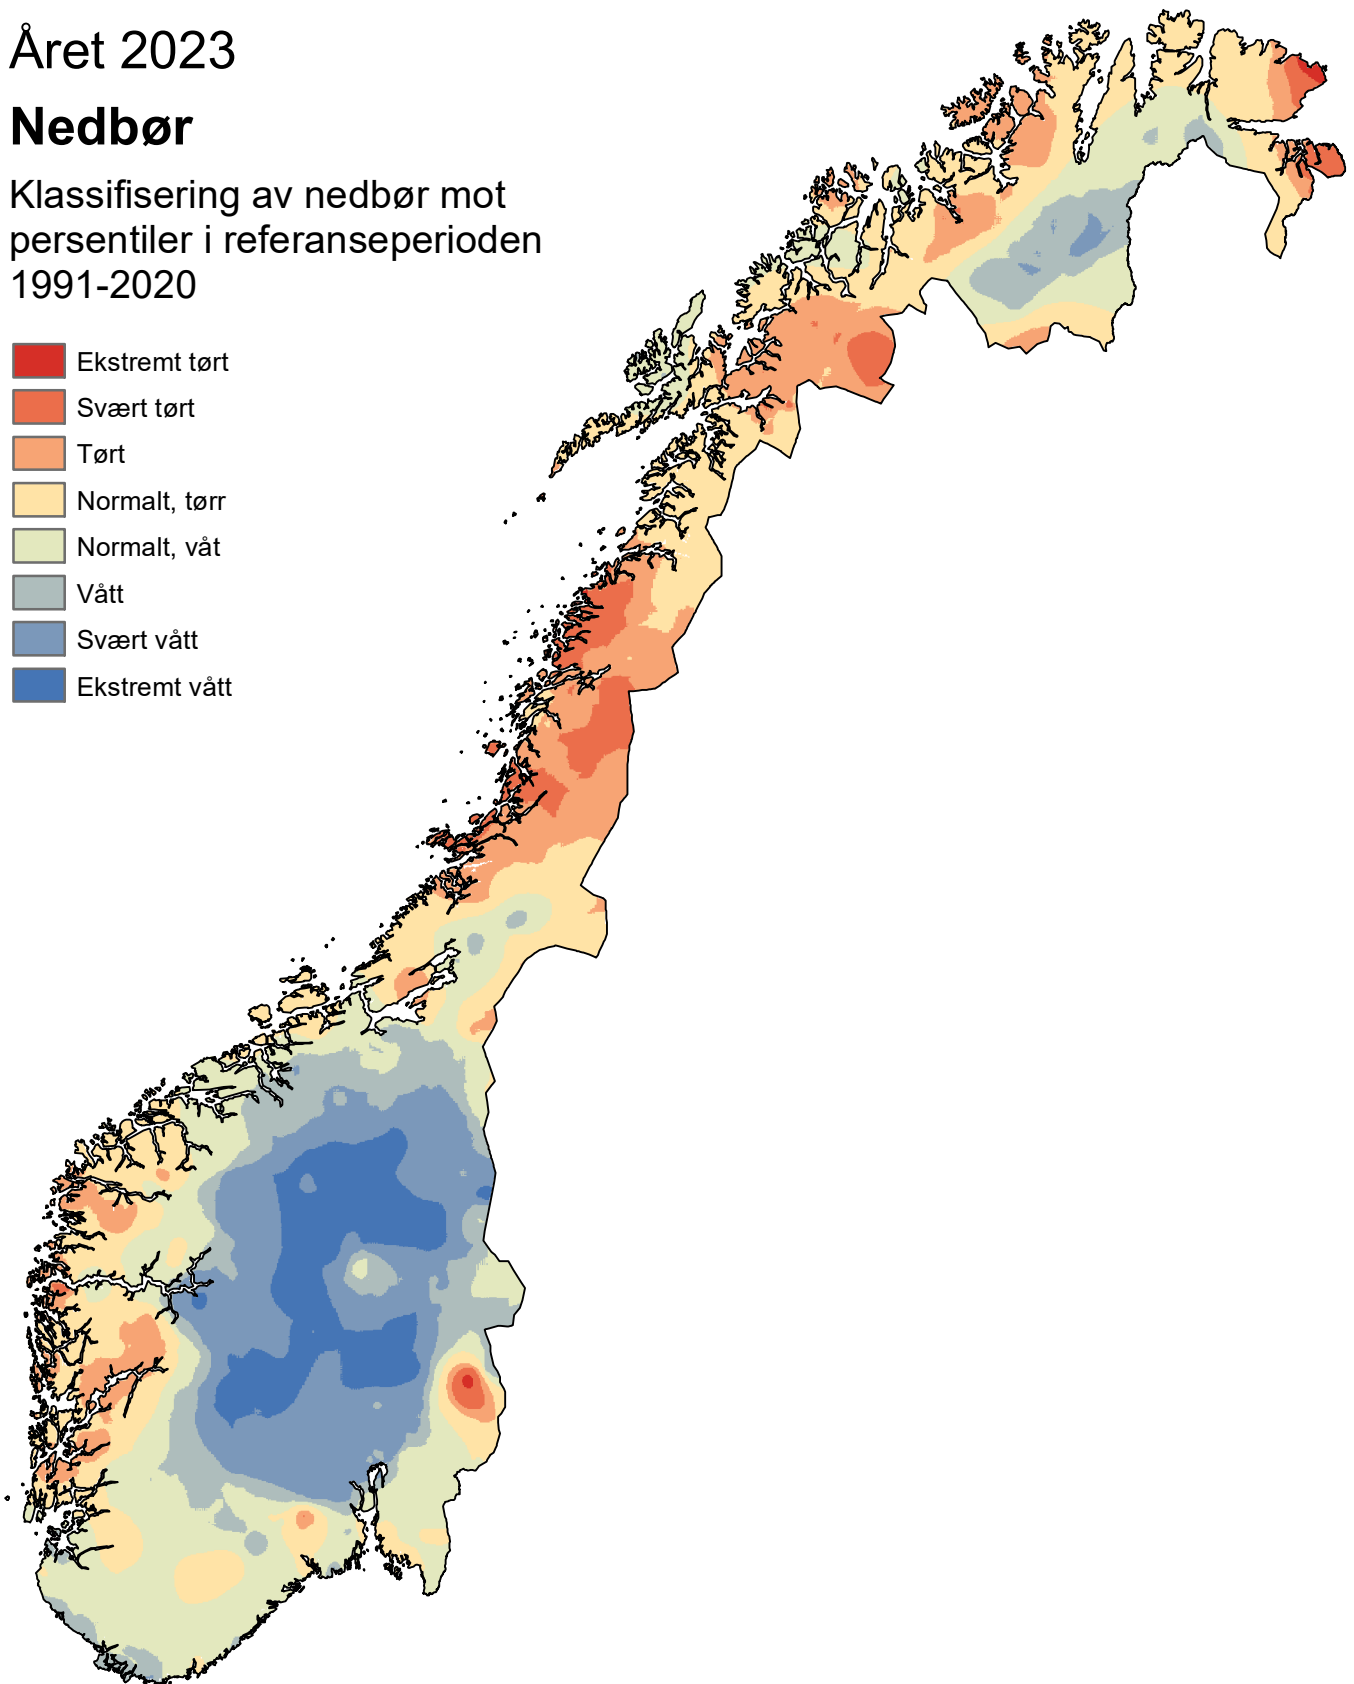 Året 2023
Nedbør
Klassifisering av nedbør mot
persentiler i referanseperioden
1991-2020
Ekstremt tørt
Svært tørt
Tørt
Normalt, tørr
Normalt, våt
Vått
Svært vått
Ekstremt vått